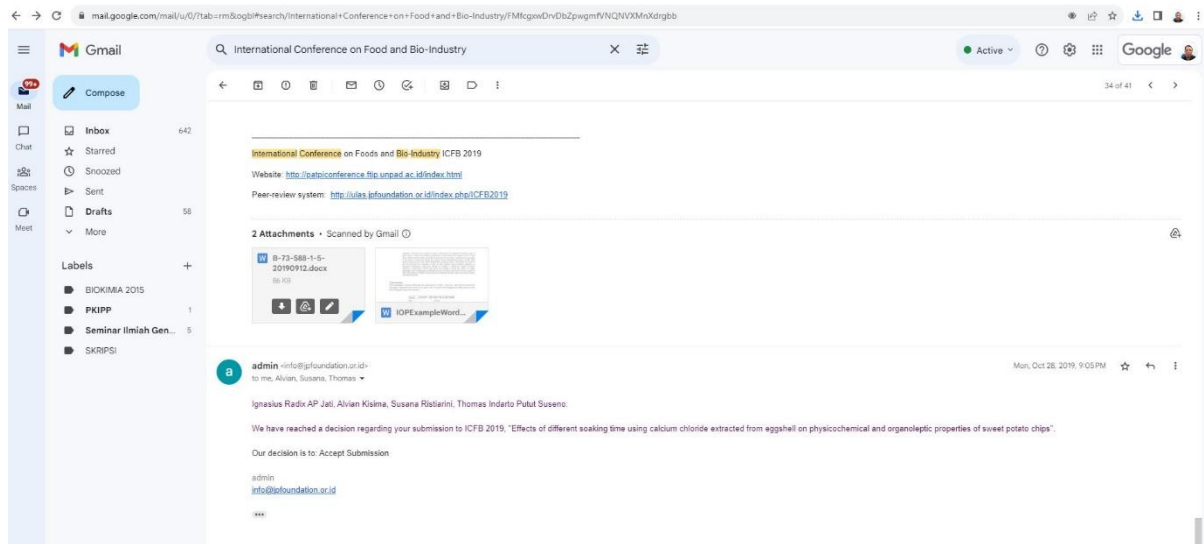 mail.google.com/mail/u/0/?tab=rm&ogbl#search/International+Conference+on+Food+and+Bio-Industry/FMfcgxwDrvDbZpwgmfVNQNVXMnXdrgbb
Gmail
International Conference on Food and Bio-Industry
Active
Google
99+
Mail
Chat
Spaces
Meet
Compose
Inbox 642
Starred
Snoozed
Sent
Drafts 58
More
Labels +
BIOKIMIA 2015
PKIPP 1
Seminar Ilmiah Gen... 5
SKRIPSI
34 of 41
International Conference on Foods and Bio-Industry ICFB 2019
Website: http://patpiconference.ftip.unpad.ac.id/index.html
Peer-review system: http://ulas.jpfoundation.or.id/index.php/ICFB2019
2 Attachments • Scanned by Gmail
W B-73-588-1-5-
20190912.docx
86 KB
W IOPExampleWord...
a
admin <info@jpfoundation.or.id>
Mon, Oct 28, 2019, 9:05 PM
to me, Alvian, Susana, Thomas
Ignasius Radix AP Jati, Alvian Kisima, Susana Ristiarini, Thomas Indarto Putut Suseno:
We have reached a decision regarding your submission to ICFB 2019, "Effects of different soaking time using calcium chloride extracted from eggshell on physicochemical and organoleptic properties of sweet potato chips".
Our decision is to: Accept Submission
admin
info@jpfoundation.or.id